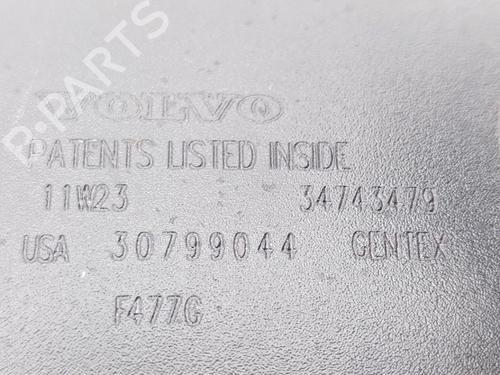 B-PARTS
VOLVO
PATENTS LISTED INSIDE
11W23 34743479
USA 30799044 GENTEX
F477G